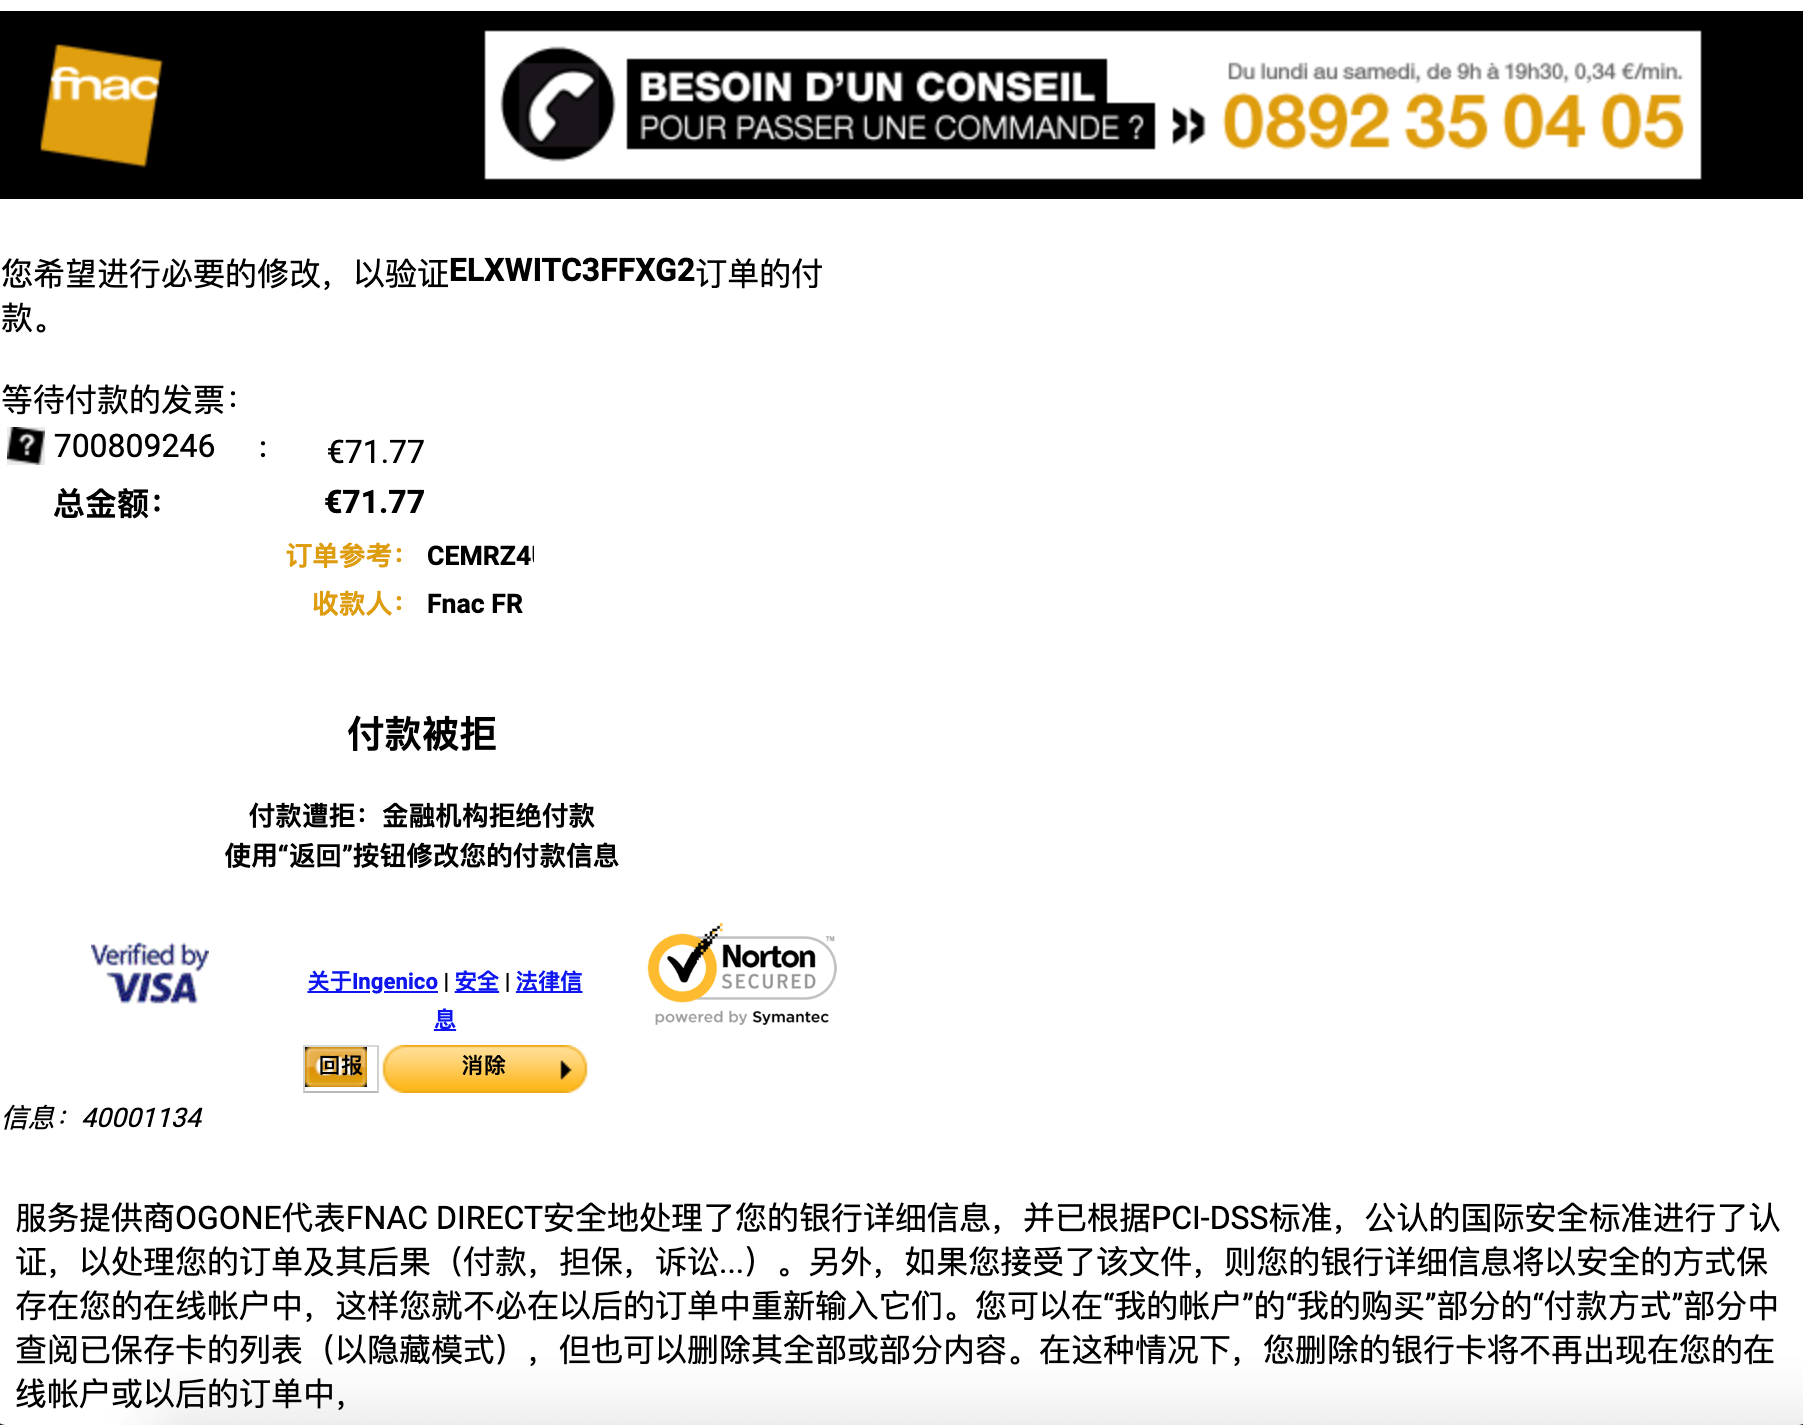 fnac
BESOIN D'UN CONSEIL
POUR PASSER UNE COMMANDE ?
Du lundi au samedi, de 9h à 19h30, 0,34 €/min.
0892 35 04 05
您希望进行必要的修改，以验证ELXWITC3FFXG2订单的付
款。
等待付款的发票：
? 700809246 : €71.77
总金额： €71.77
订单参考： CEMRZ4
收款人： Fnac FR
付款被拒
付款遭拒：金融机构拒绝付款
使用“返回”按钮修改您的付款信息
Verified by
VISA
关于Ingenico | 安全 | 法律信
息
Norton
SECURED
™
powered by Symantec
回报 消除
信息：40001134
服务提供商OGONE代表FNAC DIRECT安全地处理了您的银行详细信息，并已根据PCI-DSS标准，公认的国际安全标准进行了认
证，以处理您的订单及其后果（付款，担保，诉讼...）。另外，如果您接受了该文件，则您的银行详细信息将以安全的方式保
存在您的在线帐户中，这样您就不必在以后的订单中重新输入它们。您可以在“我的帐户”的“我的购买”部分的“付款方式”部分中
查阅已保存卡的列表（以隐藏模式），但也可以删除其全部或部分内容。在这种情况下，您删除的银行卡将不再出现在您的在
线帐户或以后的订单中，